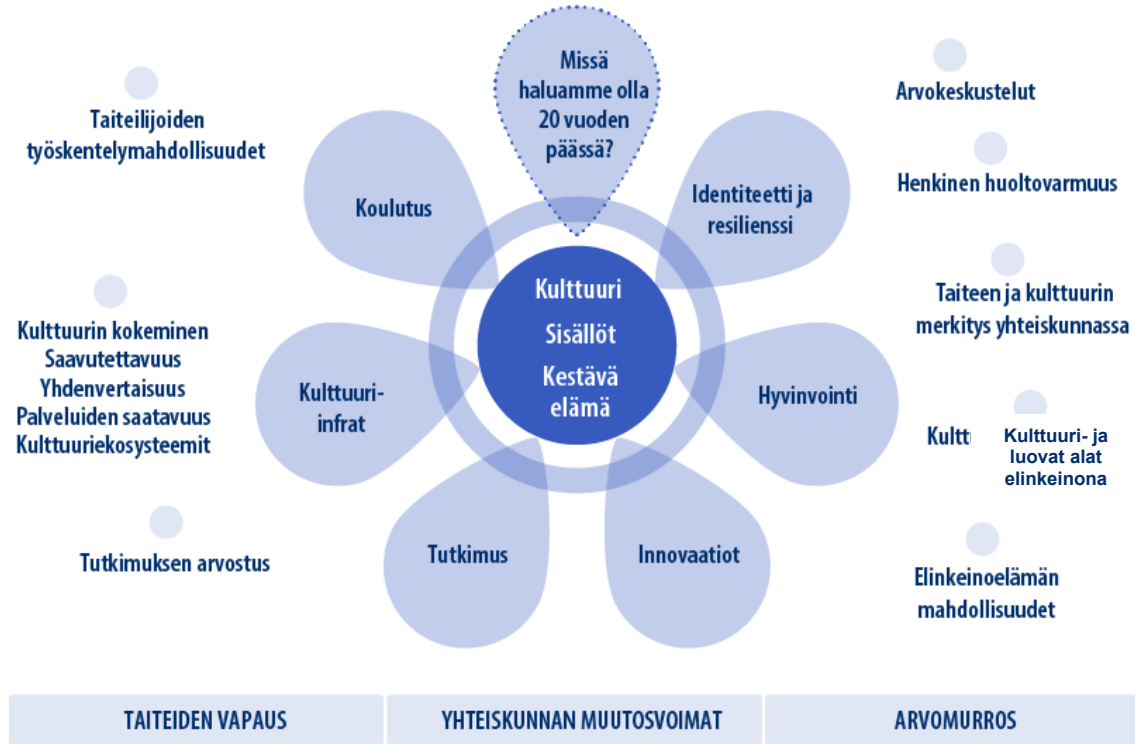 Missä
haluamme olla
20 vuoden
päässä?
Taiteilijoiden
työskentelymahdollisuudet
Koulutus
Identiteetti ja
resilienssi
Arvokeskustelut
Henkinen huoltovarmuus
Kulttuurin kokeminen
Saavutettavuus
Yhdenvertaisuus
Palveluiden saatavuus
Kulttuuriekosysteemit
Kulttuuri-
infrat
Kulttuuri
Sisällöt
Kestävä
elämä
Hyvinvointi
Taiteen ja kulttuurin
merkitys yhteiskunnassa
Kultt
Kulttuuri- ja
luovat alat
elinkeinona
Tutkimuksen arvostus
Tutkimus
Innovaatiot
Elinkeinoelämän
mahdollisuudet
TAITEIDEN VAPAUS
YHTEISKUNNAN MUUTOSVOIMAT
ARVOMURROS